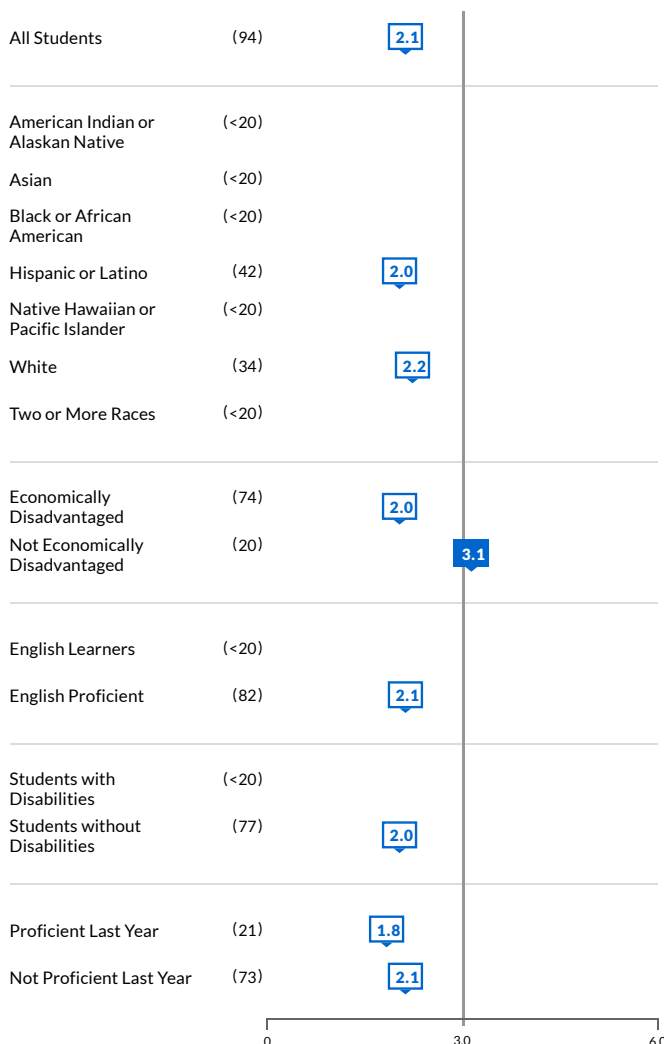 All Students (94) 2.1
American Indian or (<20)
Alaskan Native
Asian (<20)
Black or African (<20)
American
Hispanic or Latino (42) 2.0
Native Hawaiian or (<20)
Pacific Islander
White (34) 2.2
Two or More Races (<20)
Economically (74) 2.0
Disadvantaged
Not Economically (20) 3.1
Disadvantaged
English Learners (<20)
English Proficient (82) 2.1
Students with (<20)
Disabilities
Students without (77) 2.0
Disabilities
Proficient Last Year (21) 1.8
Not Proficient Last Year (73) 2.1
0 3.0 6.0